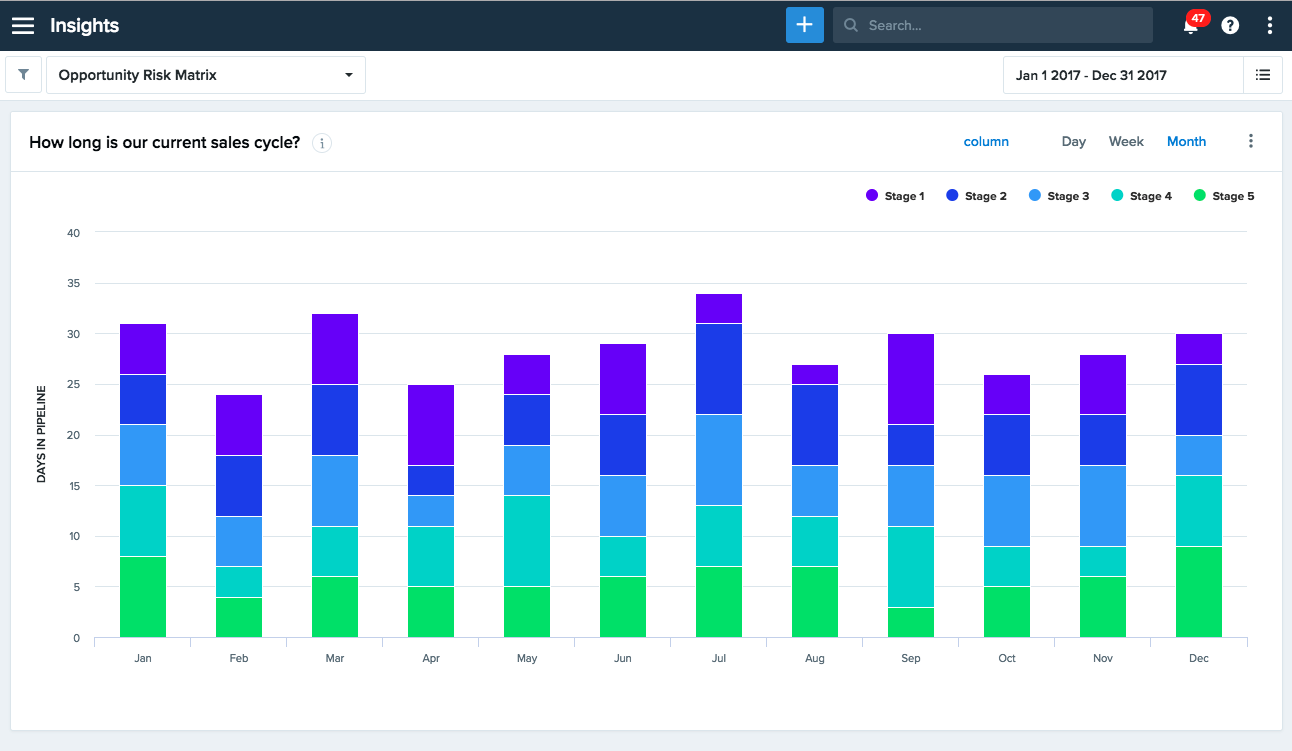 Insights
+
Search...
47
?
Opportunity Risk Matrix
Jan 1 2017 - Dec 31 2017
How long is our current sales cycle?
i
column
Day
Week
Month
Stage 1
Stage 2
Stage 3
Stage 4
Stage 5
DAYS IN PIPELINE
40
35
30
25
20
15
10
5
0
Jan
Feb
Mar
Apr
May
Jun
Jul
Aug
Sep
Oct
Nov
Dec